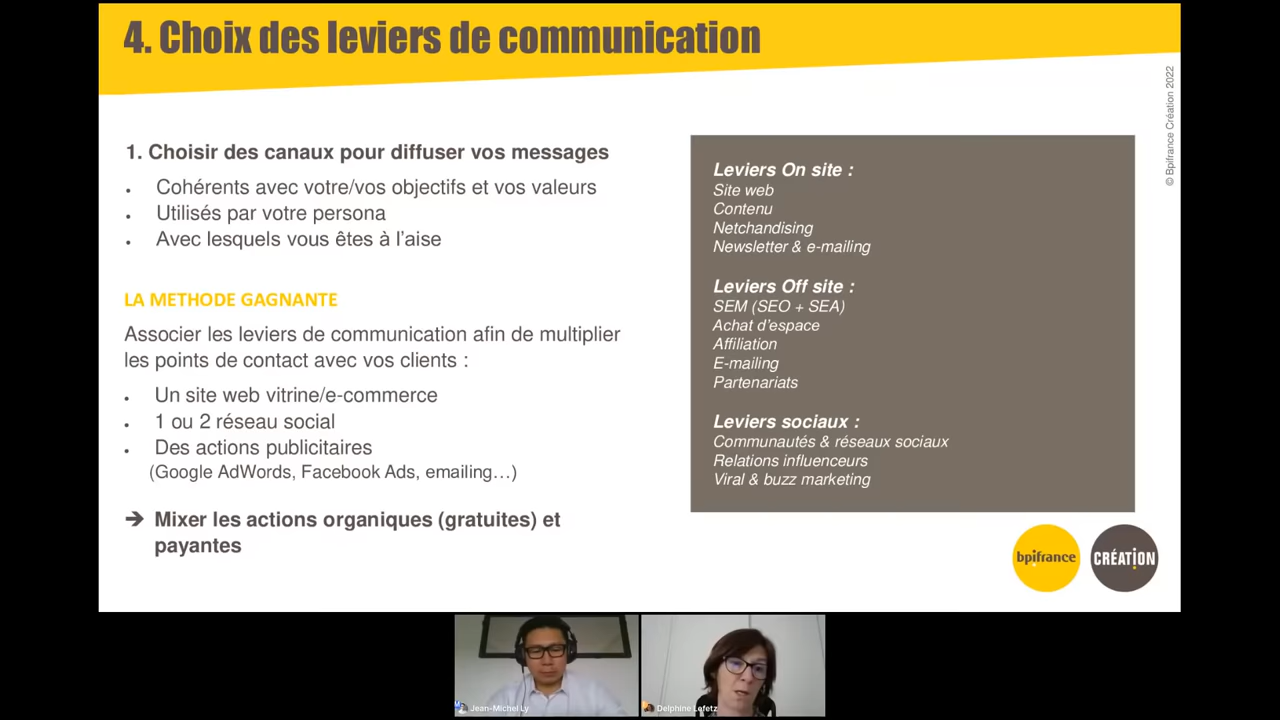 4. Choix des leviers de communication
© Bpifrance Création 2022
1. Choisir des canaux pour diffuser vos messages
• Cohérents avec votre/vos objectifs et vos valeurs
• Utilisés par votre persona
• Avec lesquels vous êtes à l'aise
LA METHODE GAGNANTE
Associer les leviers de communication afin de multiplier
les points de contact avec vos clients :
• Un site web vitrine/e-commerce
• 1 ou 2 réseau social
• Des actions publicitaires
(Google AdWords, Facebook Ads, emailing…)
➔ Mixer les actions organiques (gratuites) et
payantes
Leviers On site :
Site web
Contenu
Netchandising
Newsletter & e-mailing
Leviers Off site :
SEM (SEO + SEA)
Achat d'espace
Affiliation
E-mailing
Partenariats
Leviers sociaux :
Communautés & réseaux sociaux
Relations influenceurs
Viral & buzz marketing
bpifrance
CRÉATION
Jean-Michel Ly
Delphine Lefetz